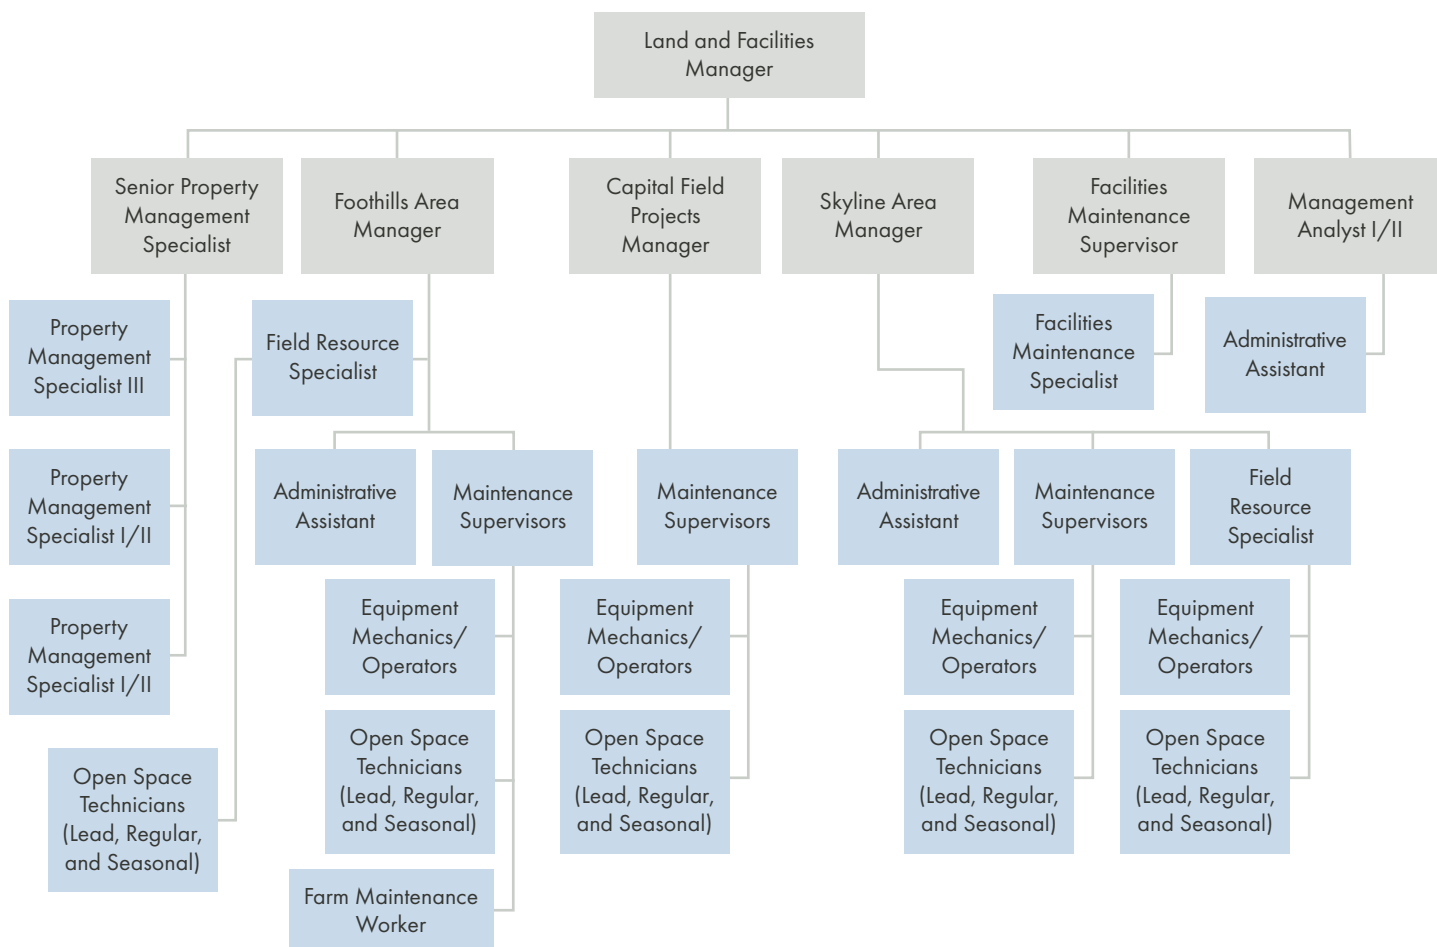 Land and Facilities
Manager
Senior Property
Management
Specialist
Foothills Area
Manager
Capital Field
Projects
Manager
Skyline Area
Manager
Facilities
Maintenance
Supervisor
Management
Analyst I/II
Property
Management
Specialist III
Field Resource
Specialist
Facilities
Maintenance
Specialist
Administrative
Assistant
Property
Management
Specialist I/II
Administrative
Assistant
Maintenance
Supervisors
Maintenance
Supervisors
Administrative
Assistant
Maintenance
Supervisors
Field
Resource
Specialist
Property
Management
Specialist I/II
Equipment
Mechanics/
Operators
Equipment
Mechanics/
Operators
Equipment
Mechanics/
Operators
Equipment
Mechanics/
Operators
Open Space
Technicians
(Lead, Regular,
and Seasonal)
Open Space
Technicians
(Lead, Regular,
and Seasonal)
Open Space
Technicians
(Lead, Regular,
and Seasonal)
Open Space
Technicians
(Lead, Regular,
and Seasonal)
Open Space
Technicians
(Lead, Regular,
and Seasonal)
Farm Maintenance
Worker